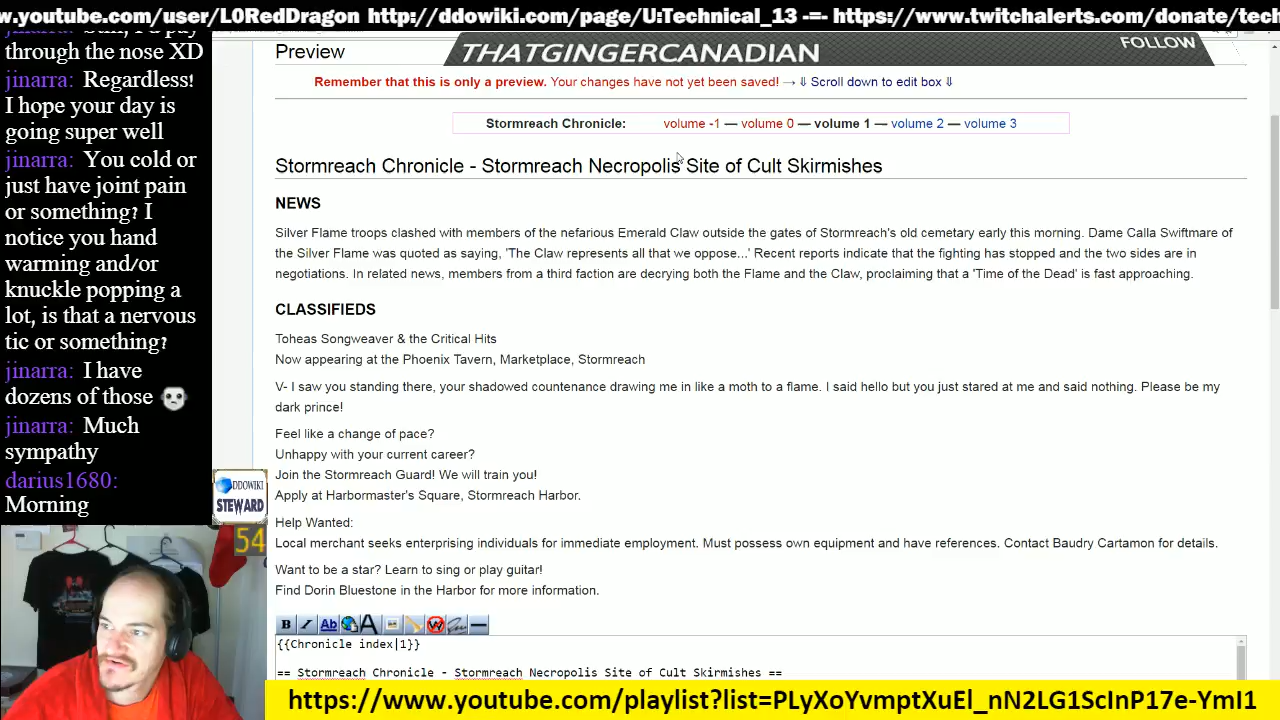 w.youtube.com/user/L0RedDragon http://ddowiki.com/page/U:Technical_13 -=- https://www.twitchalerts.com/donate/tech
through the nose XD
jinarra: Regardless!
I hope your day is
going super well
jinarra: You cold or
just have joint pain
or something? I
notice you hand
warming and/or
knuckle popping a
lot, is that a nervous
tic or something?
jinarra: I have
dozens of those
jinarra: Much
sympathy
darius1680:
Morning
DDOWIKI
STEWARD
54
THATGINGERCANADIAN
FOLLOW
Preview
Remember that this is only a preview. Your changes have not yet been saved! → ⇓ Scroll down to edit box ⇓
Stormreach Chronicle: volume -1 — volume 0 — volume 1 — volume 2 — volume 3
Stormreach Chronicle - Stormreach Necropolis Site of Cult Skirmishes
NEWS
Silver Flame troops clashed with members of the nefarious Emerald Claw outside the gates of Stormreach's old cemetary early this morning. Dame Calla Swiftmare of
the Silver Flame was quoted as saying, 'The Claw represents all that we oppose...' Recent reports indicate that the fighting has stopped and the two sides are in
negotiations. In related news, members from a third faction are decrying both the Flame and the Claw, proclaiming that a 'Time of the Dead' is fast approaching.
CLASSIFIEDS
Toheas Songweaver & the Critical Hits
Now appearing at the Phoenix Tavern, Marketplace, Stormreach
V- I saw you standing there, your shadowed countenance drawing me in like a moth to a flame. I said hello but you just stared at me and said nothing. Please be my
dark prince!
Feel like a change of pace?
Unhappy with your current career?
Join the Stormreach Guard! We will train you!
Apply at Harbormaster's Square, Stormreach Harbor.
Help Wanted:
Local merchant seeks enterprising individuals for immediate employment. Must possess own equipment and have references. Contact Baudry Cartamon for details.
Want to be a star? Learn to sing or play guitar!
Find Dorin Bluestone in the Harbor for more information.
B I Ab A W
{{Chronicle index|1}}
== Stormreach Chronicle - Stormreach Necropolis Site of Cult Skirmishes ==
https://www.youtube.com/playlist?list=PLyXoYvmptXuEl_nN2LG1ScInP17e-YmI1